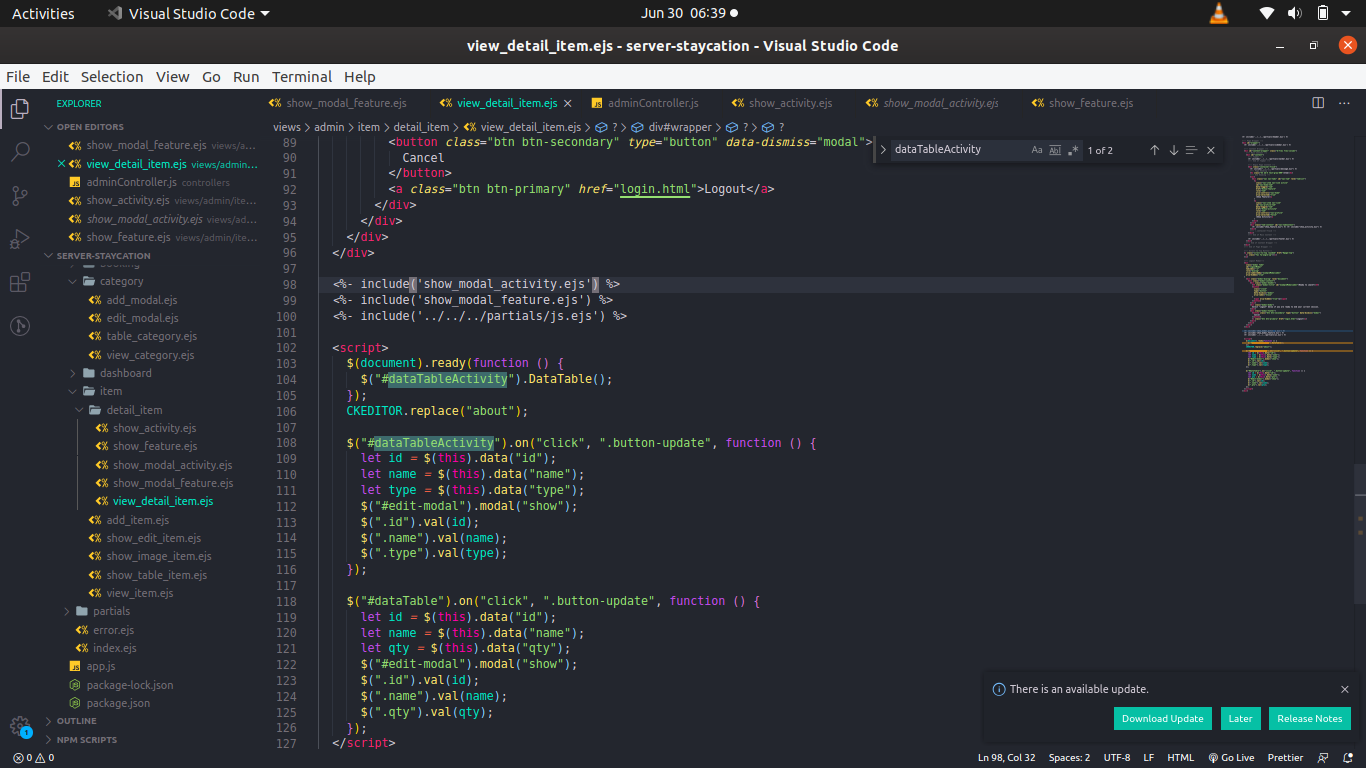 Activities
Visual Studio Code
Jun 30 06:39
view_detail_item.ejs - server-staycation - Visual Studio Code
File Edit Selection View Go Run Terminal Help
EXPLORER
OPEN EDITORS
show_modal_feature.ejs views/a...
view_detail_item.ejs views/admin...
adminController.js controllers
show_activity.ejs views/admin/ite...
show_modal_activity.ejs views/ad...
show_feature.ejs views/admin/ite...
SERVER-STAYCATION
category
add_modal.ejs
edit_modal.ejs
table_category.ejs
view_category.ejs
dashboard
item
detail_item
show_activity.ejs
show_feature.ejs
show_modal_activity.ejs
show_modal_feature.ejs
view_detail_item.ejs
add_item.ejs
show_edit_item.ejs
show_image_item.ejs
show_table_item.ejs
view_item.ejs
partials
error.ejs
index.ejs
app.js
package-lock.json
package.json
OUTLINE
NPM SCRIPTS
1
show_modal_feature.ejs view_detail_item.ejs adminController.js show_activity.ejs show_modal_activity.ejs show_feature.ejs
views > admin > item > detail_item > view_detail_item.ejs > ? > div#wrapper > ? > ?
dataTableActivity Aa Abl .* 1 of 2
89 <button class="btn btn-secondary" type="button" data-dismiss="modal">
90 Cancel
91 </button>
92 <a class="btn btn-primary" href="login.html">Logout</a>
93 </div>
94 </div>
95 </div>
96 </div>
97
98 <%- include('show_modal_activity.ejs') %>
99 <%- include('show_modal_feature.ejs') %>
100 <%- include('../../../partials/js.ejs') %>
101
102 <script>
103 $(document).ready(function () {
104 $("#dataTableActivity").DataTable();
105 });
106 CKEDITOR.replace("about");
107
108 $("#dataTableActivity").on("click", ".button-update", function () {
109 let id = $(this).data("id");
110 let name = $(this).data("name");
111 let type = $(this).data("type");
112 $("#edit-modal").modal("show");
113 $(".id").val(id);
114 $(".name").val(name);
115 $(".type").val(type);
116 });
117
118 $("#dataTable").on("click", ".button-update", function () {
119 let id = $(this).data("id");
120 let name = $(this).data("name");
121 let qty = $(this).data("qty");
122 $("#edit-modal").modal("show");
123 $(".id").val(id);
124 $(".name").val(name);
125 $(".qty").val(qty);
126 });
127 </script>
There is an available update.
Download Update Later Release Notes
0 0 Ln 98, Col 32 Spaces: 2 UTF-8 LF HTML Go Live Prettier